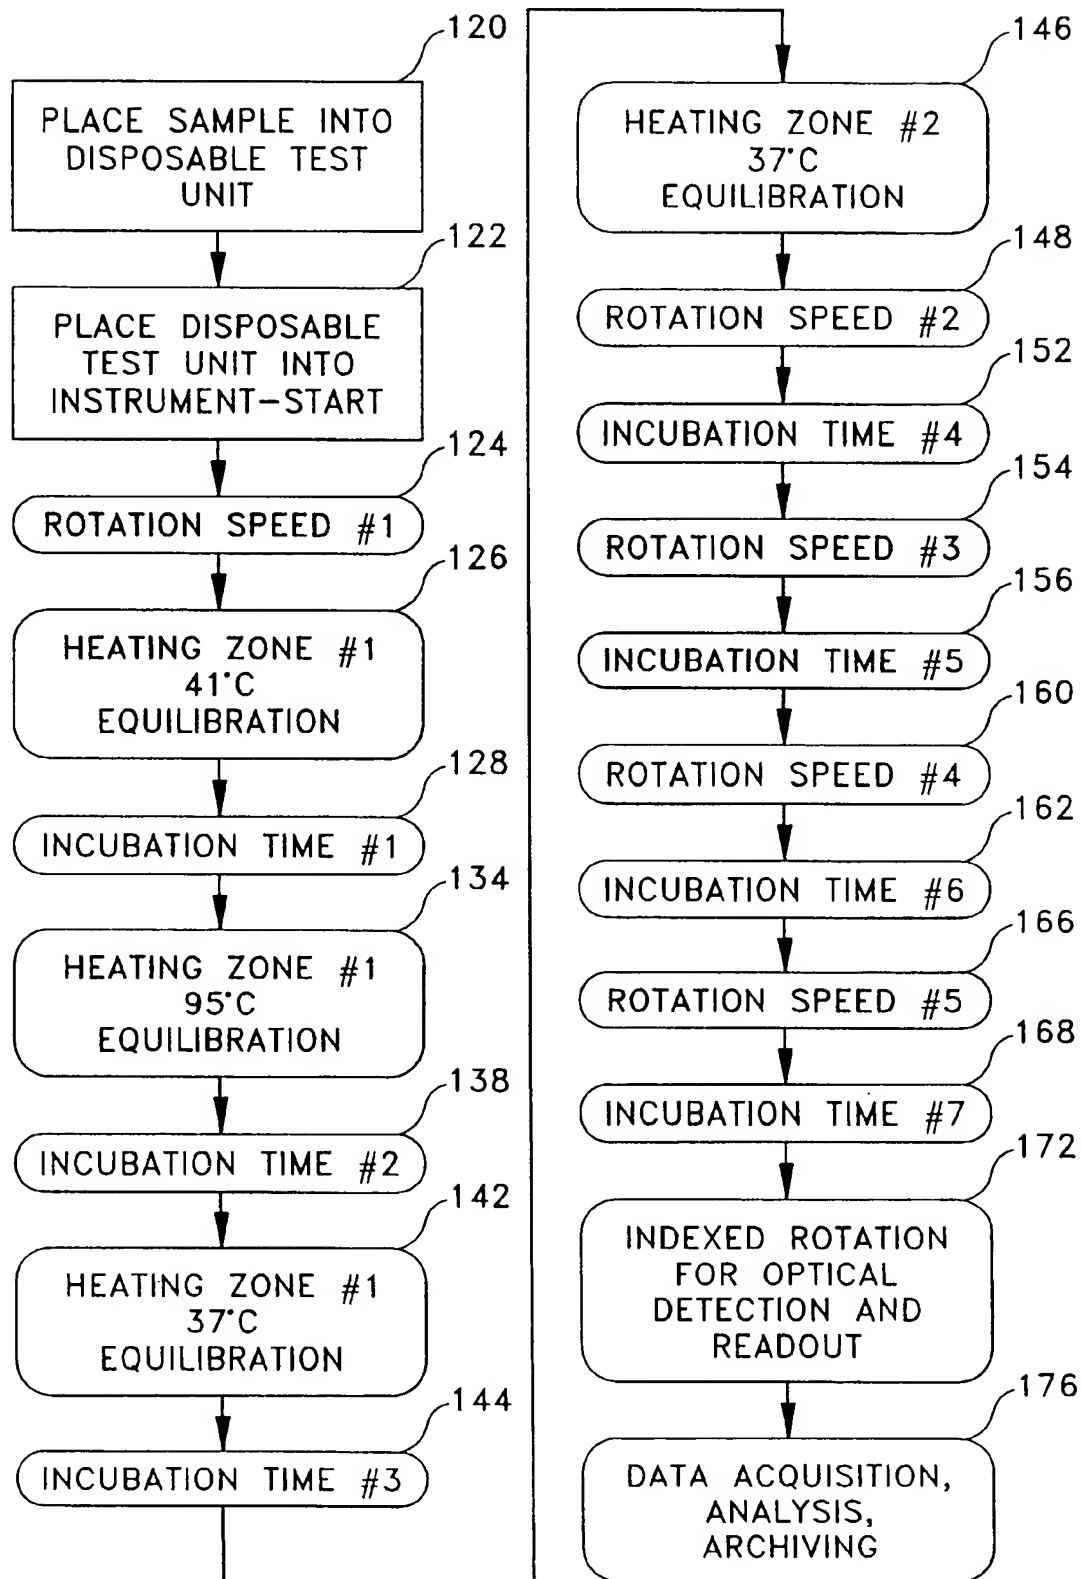 120
PLACE SAMPLE INTO
DISPOSABLE TEST
UNIT
122
PLACE DISPOSABLE
TEST UNIT INTO
INSTRUMENT-START
124
ROTATION SPEED #1
126
HEATING ZONE #1
41°C
EQUILIBRATION
128
INCUBATION TIME #1
134
HEATING ZONE #1
95°C
EQUILIBRATION
138
INCUBATION TIME #2
142
HEATING ZONE #1
37°C
EQUILIBRATION
144
INCUBATION TIME #3
146
HEATING ZONE #2
37°C
EQUILIBRATION
148
ROTATION SPEED #2
152
INCUBATION TIME #4
154
ROTATION SPEED #3
156
INCUBATION TIME #5
160
ROTATION SPEED #4
162
INCUBATION TIME #6
166
ROTATION SPEED #5
168
INCUBATION TIME #7
172
INDEXED ROTATION
FOR OPTICAL
DETECTION AND
READOUT
176
DATA ACQUISITION,
ANALYSIS,
ARCHIVING